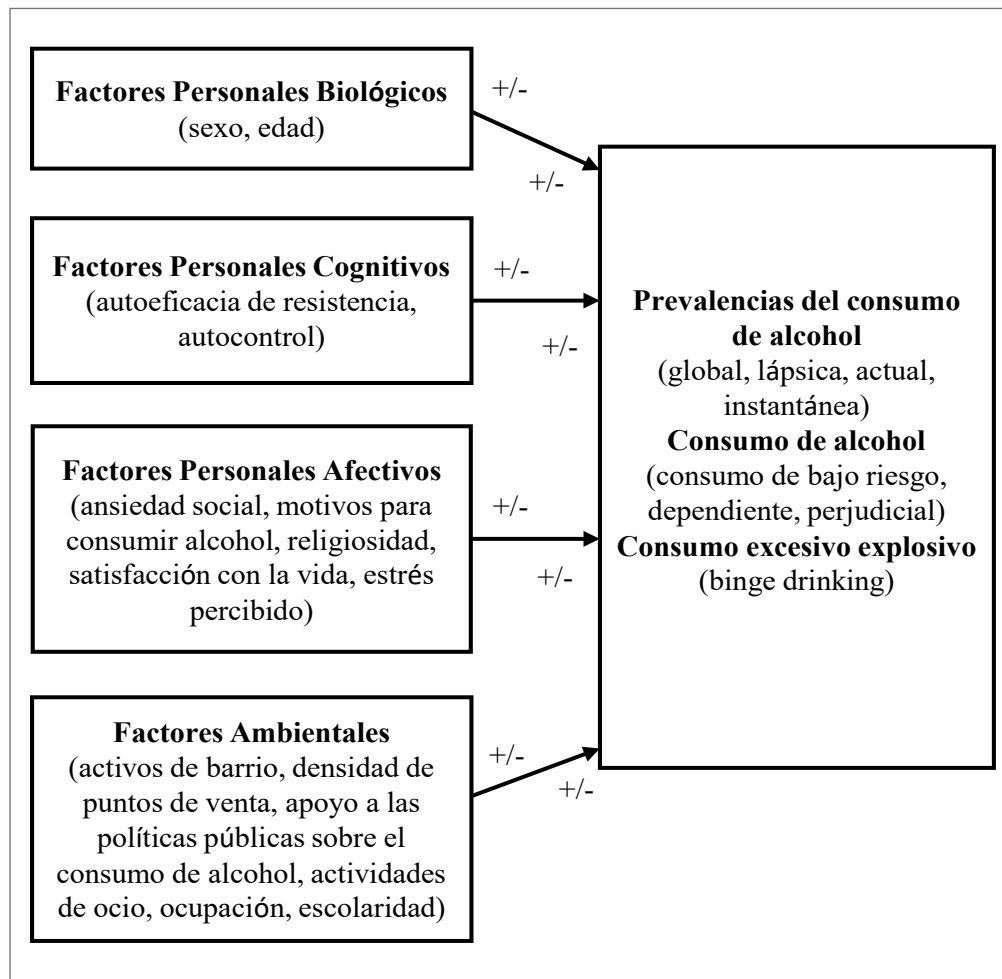 Factores Personales Biológicos
(sexo, edad)
+/-
+/-
Factores Personales Cognitivos
(autoeficacia de resistencia,
autocontrol)
+/-
+/-
Factores Personales Afectivos
(ansiedad social, motivos para
consumir alcohol, religiosidad,
satisfacción con la vida, estrés
percibido)
+/-
+/-
Factores Ambientales
(activos de barrio, densidad de
puntos de venta, apoyo a las
políticas públicas sobre el
consumo de alcohol, actividades
de ocio, ocupación, escolaridad)
+/-
+/-
Prevalencias del consumo
de alcohol
(global, lápsica, actual,
instantánea)
Consumo de alcohol
(consumo de bajo riesgo,
dependiente, perjudicial)
Consumo excesivo explosivo
(binge drinking)